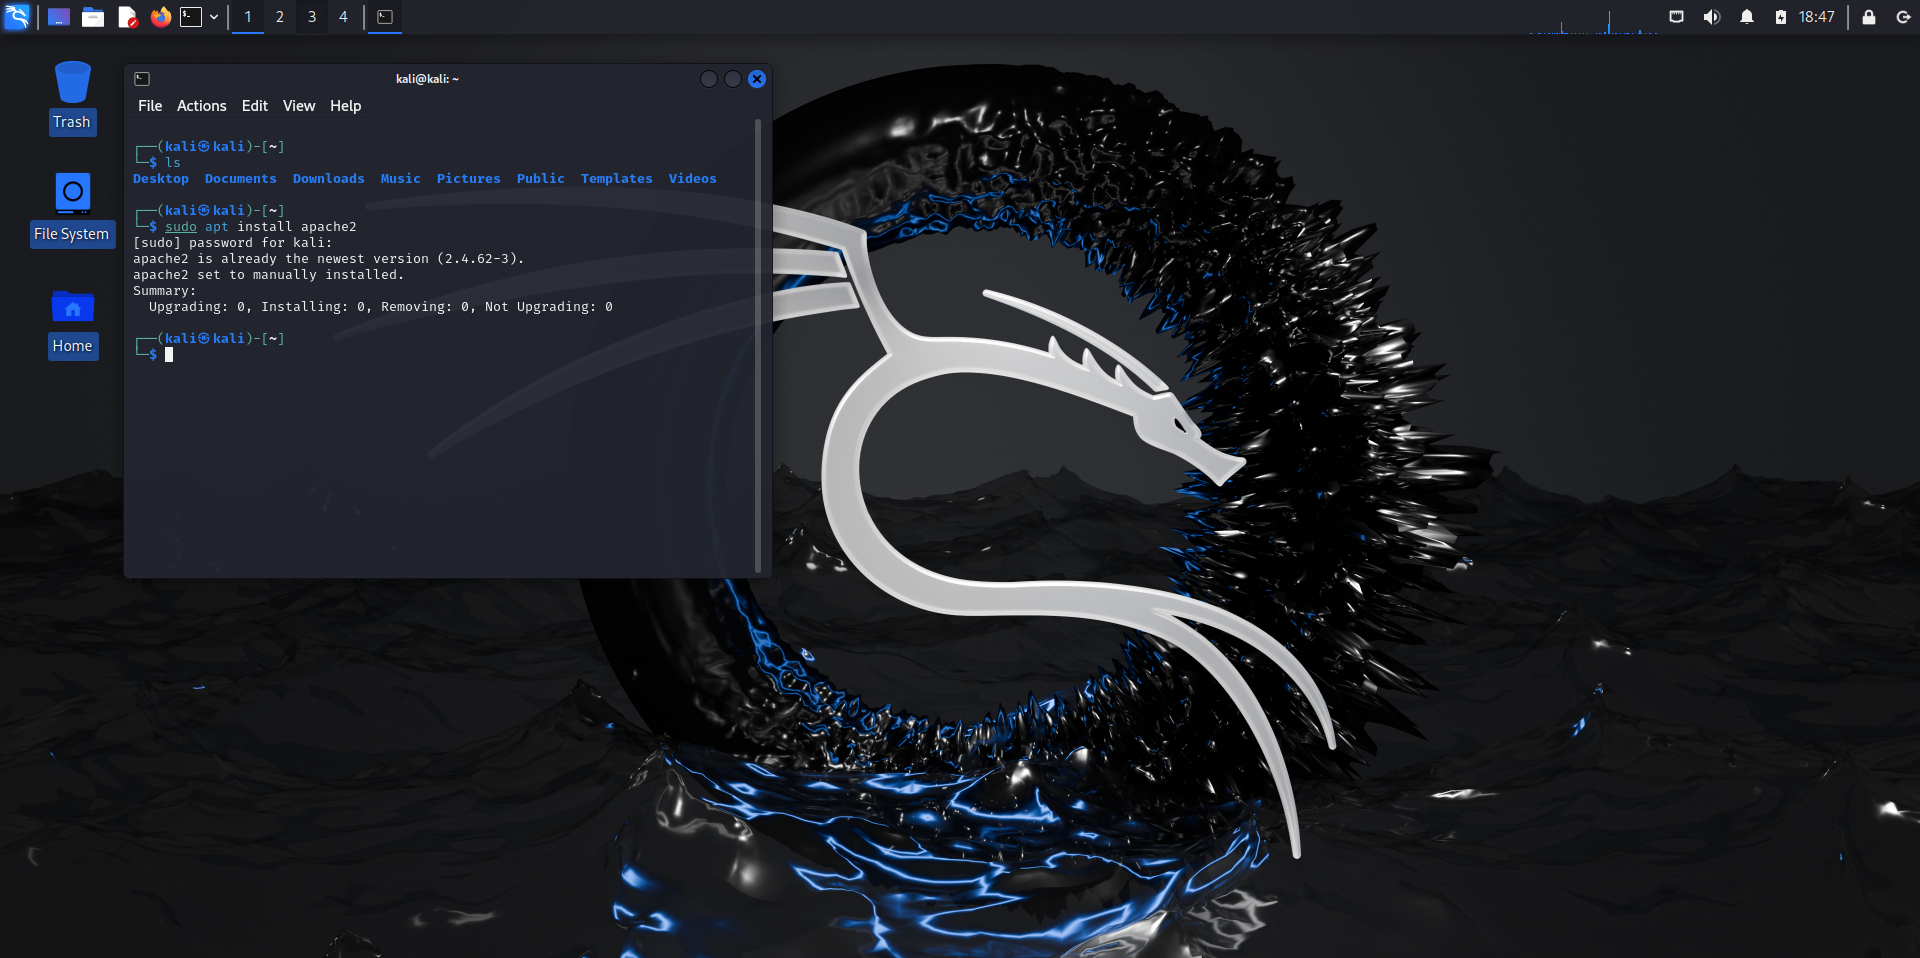 1 2 3 4 18:47
Trash
File System
Home
kali@kali: ~
File Actions Edit View Help
┌──(kali㉿kali)-[~]
└─$ ls
Desktop Documents Downloads Music Pictures Public Templates Videos
┌──(kali㉿kali)-[~]
└─$ sudo apt install apache2
[sudo] password for kali:
apache2 is already the newest version (2.4.62-3).
apache2 set to manually installed.
Summary:
Upgrading: 0, Installing: 0, Removing: 0, Not Upgrading: 0
┌──(kali㉿kali)-[~]
└─$